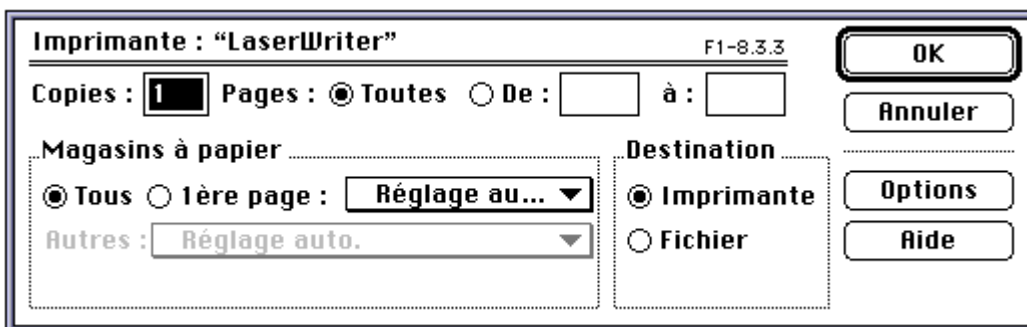 Imprimante : “LaserWriter”
F1-8.3.3
OK
Copies : 1 Pages : Toutes De : à :
Annuler
Magasins à papier
Destination
Tous 1ère page : Réglage au...
Imprimante
Options
Autres : Réglage auto.
Fichier
Aide